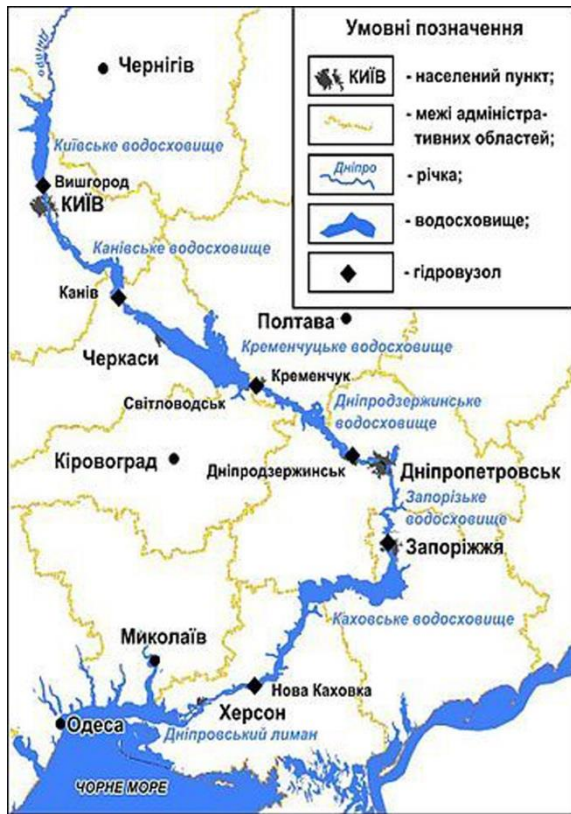 Дніпро
Чернігів
Київське водосховище
Вишгород
КИЇВ
Канівське водосховище
Канів
Полтава
Черкаси
Кременчуцьке водосховище
Кременчук
Світловодськ
Дніпродзержинське
водосховище
Кіровоград
Дніпродзержинськ
Дніпропетровськ
Запорізьке
водосховище
Запоріжжя
Каховське водосховище
Миколаїв
Нова Каховка
Херсон
Одеса
Дніпровський лиман
ЧОРНЕ МОРЕ
Умовні позначення
КИЇВ - населений пункт;
- межі адміністра-
тивних областей;
Дніпро - річка;
- водосховище;
- гідровузол